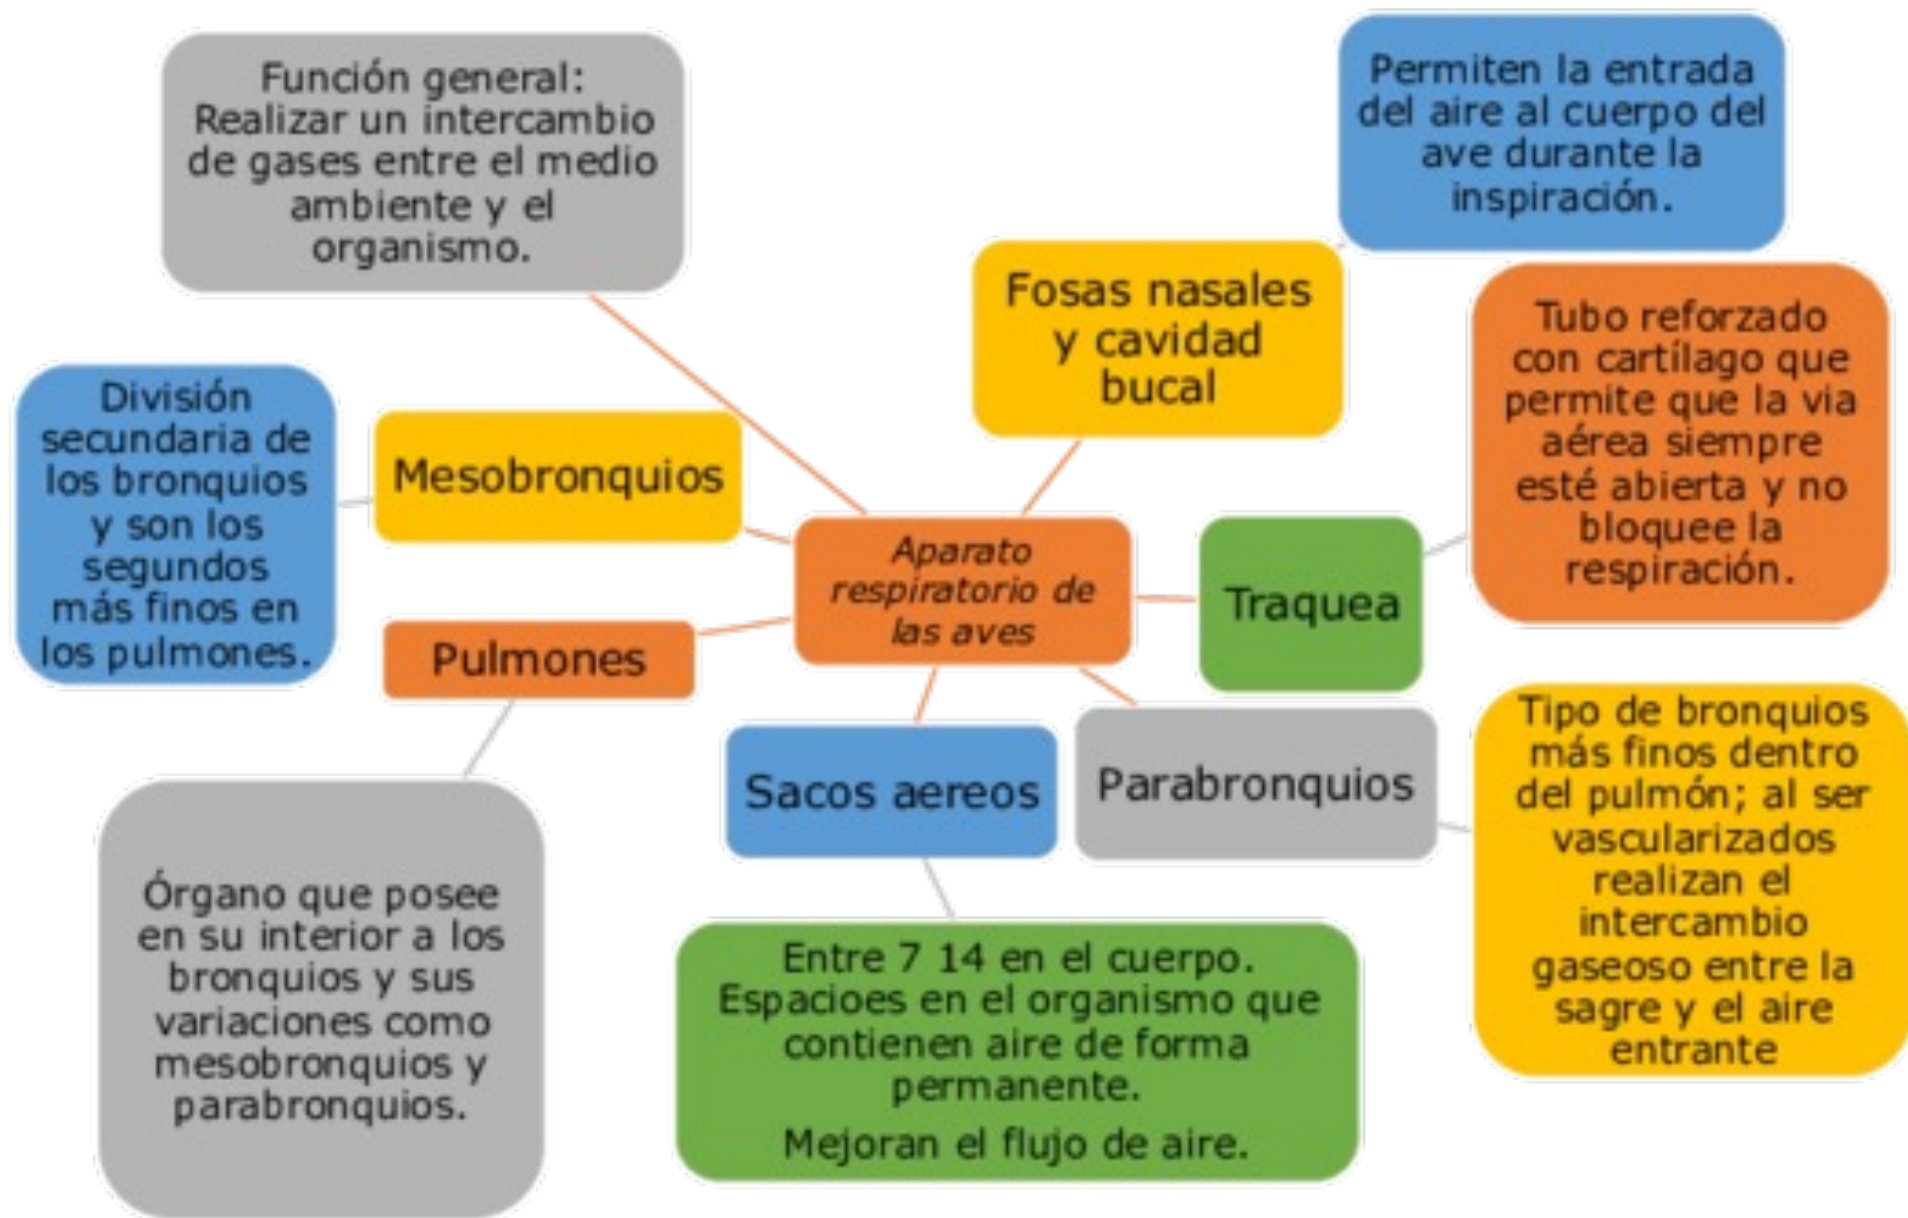 Función general:
Realizar un intercambio
de gases entre el medio
ambiente y el
organismo.
Permiten la entrada
del aire al cuerpo del
ave durante la
inspiración.
Fosas nasales
y cavidad
bucal
Tubo reforzado
con cartílago que
permite que la via
aérea siempre
esté abierta y no
bloquee la
respiración.
División
secundaria de
los bronquios
y son los
segundos
más finos en
los pulmones.
Mesobronquios
Aparato
respiratorio de
las aves
Traquea
Pulmones
Sacos aereos
Parabronquios
Tipo de bronquios
más finos dentro
del pulmón; al ser
vascularizados
realizan el
intercambio
gaseoso entre la
sagre y el aire
entrante
Órgano que posee
en su interior a los
bronquios y sus
variaciones como
mesobronquios y
parabronquios.
Entre 7 14 en el cuerpo.
Espacioes en el organismo que
contienen aire de forma
permanente.
Mejoran el flujo de aire.